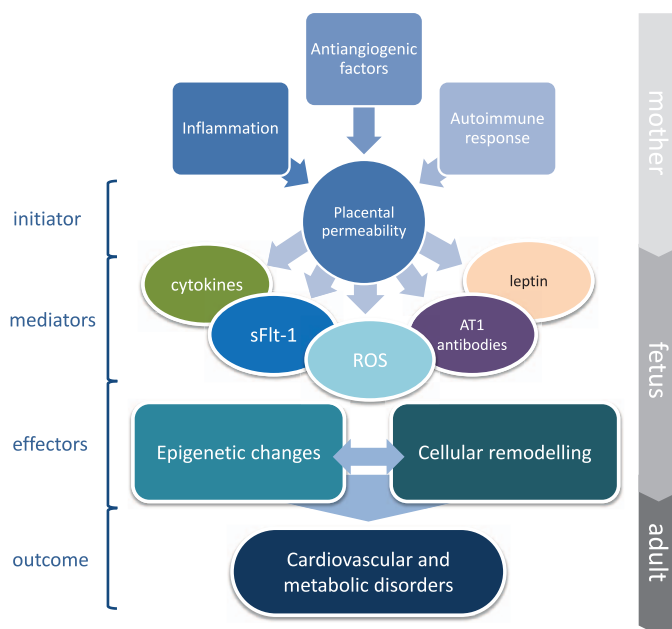 Antiangiogenic
factors
Inflammation
Autoimmune
response
mother
initiator
Placental
permeability
mediators
cytokines
leptin
sFlt-1
AT1
antibodies
ROS
fetus
effectors
Epigenetic changes
Cellular remodelling
outcome
Cardiovascular and
metabolic disorders
adult